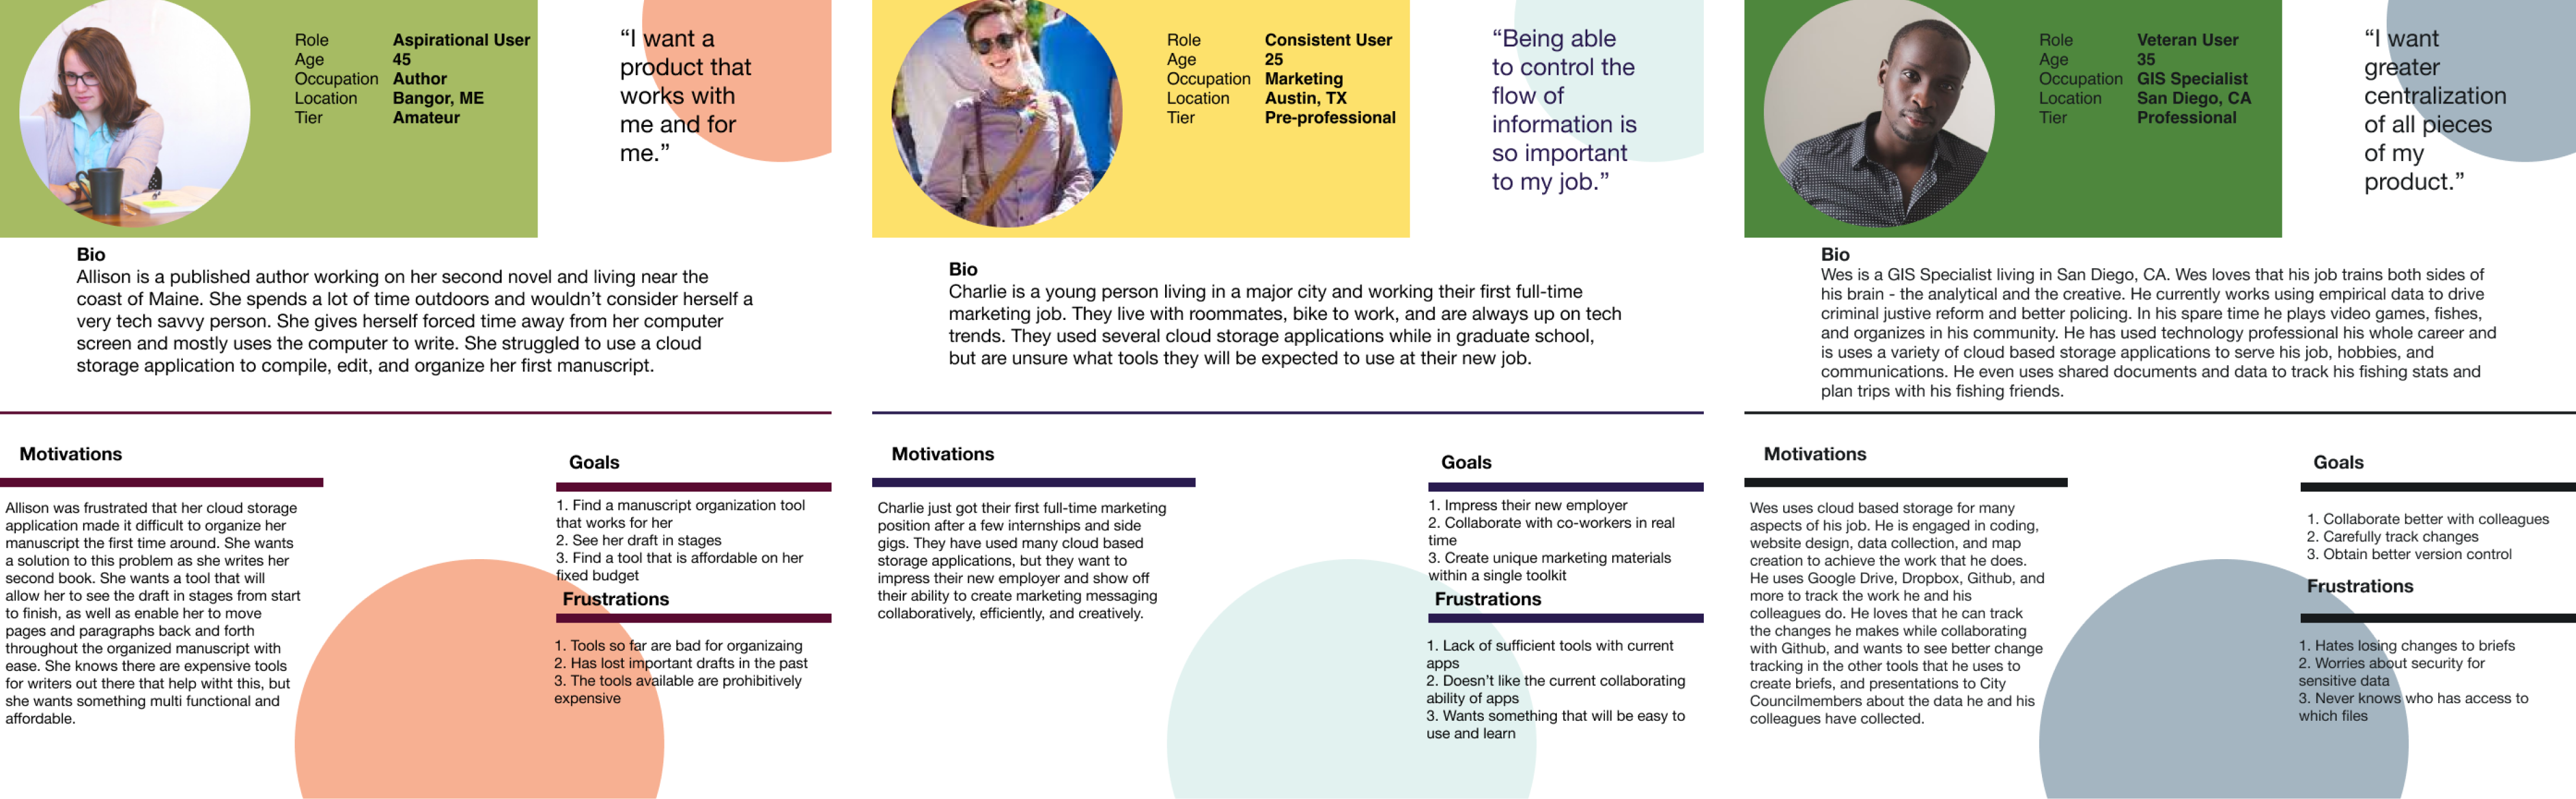 Role Aspirational User
Age 45
Occupation Author
Location Bangor, ME
Tier Amateur
“I want a
product that
works with
me and for
me.”
Bio
Allison is a published author working on her second novel and living near the
coast of Maine. She spends a lot of time outdoors and wouldn’t consider herself a
very tech savvy person. She gives herself forced time away from her computer
screen and mostly uses the computer to write. She struggled to use a cloud
storage application to compile, edit, and organize her first manuscript.
Motivations
Allison was frustrated that her cloud storage
application made it difficult to organize her
manuscript the first time around. She wants
a solution to this problem as she writes her
second book. She wants a tool that will
allow her to see the draft in stages from start
to finish, as well as enable her to move
pages and paragraphs back and forth
throughout the organized manuscript with
ease. She knows there are expensive tools
for writers out there that help witht this, but
she wants something multi functional and
affordable.
Goals
1. Find a manuscript organization tool
that works for her
2. See her draft in stages
3. Find a tool that is affordable on her
fixed budget
Frustrations
1. Tools so far are bad for organizaing
2. Has lost important drafts in the past
3. The tools available are prohibitively
expensive
Role Consistent User
Age 25
Occupation Marketing
Location Austin, TX
Tier Pre-professional
“Being able
to control the
flow of
information is
so important
to my job.”
Bio
Charlie is a young person living in a major city and working their first full-time
marketing job. They live with roommates, bike to work, and are always up on tech
trends. They used several cloud storage applications while in graduate school,
but are unsure what tools they will be expected to use at their new job.
Motivations
Charlie just got their first full-time marketing
position after a few internships and side
gigs. They have used many cloud based
storage applications, but they want to
impress their new employer and show off
their ability to create marketing messaging
collaboratively, efficiently, and creatively.
Goals
1. Impress their new employer
2. Collaborate with co-workers in real
time
3. Create unique marketing materials
within a single toolkit
Frustrations
1. Lack of sufficient tools with current
apps
2. Doesn’t like the current collaborating
ability of apps
3. Wants something that will be easy to
use and learn
Role Veteran User
Age 35
Occupation GIS Specialist
Location San Diego, CA
Tier Professional
“I want
greater
centralization
of all pieces
of my
product.”
Bio
Wes is a GIS Specialist living in San Diego, CA. Wes loves that his job trains both sides of
his brain - the analytical and the creative. He currently works using empirical data to drive
criminal justive reform and better policing. In his spare time he plays video games, fishes,
and organizes in his community. He has used technology professional his whole career and
is uses a variety of cloud based storage applications to serve his job, hobbies, and
communications. He even uses shared documents and data to track his fishing stats and
plan trips with his fishing friends.
Motivations
Wes uses cloud based storage for many
aspects of his job. He is engaged in coding,
website design, data collection, and map
creation to achieve the work that he does.
He uses Google Drive, Dropbox, Github, and
more to track the work he and his
colleagues do. He loves that he can track
the changes he makes while collaborating
with Github, and wants to see better change
tracking in the other tools that he uses to
create briefs, and presentations to City
Councilmembers about the data he and his
colleagues have collected.
Goals
1. Collaborate better with colleagues
2. Carefully track changes
3. Obtain better version control
Frustrations
1. Hates losing changes to briefs
2. Worries about security for
sensitive data
3. Never knows who has access to
which files